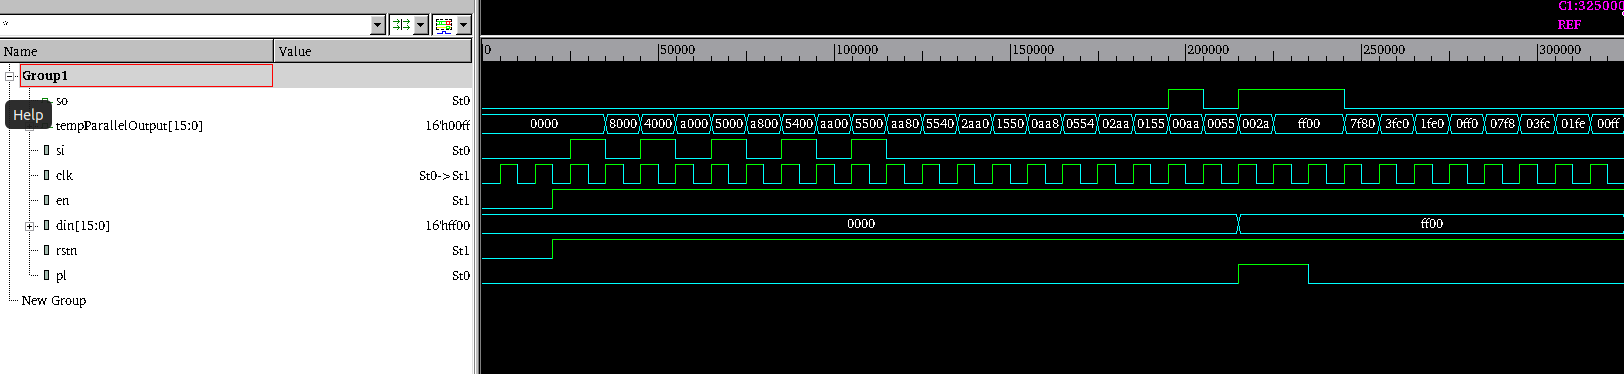 C1:325000
*
REF
Name Value
0 50000 100000 150000 200000 250000 300000
Group1
so St0
Help
tempParallelOutput[15:0] 16'h00ff 0000 8000 4000 a000 5000 a800 5400 aa00 5500 aa80 5540 2aa0 1550 0aa8 0554 02aa 0155 00aa 0055 002a ff00 7f80 3fc0 1fe0 0ff0 07f8 03fc 01fe 00ff
si St0
clk St0->St1
en St1
din[15:0] 16'hff00 0000 ff00
rstn St1
pl St0
New Group